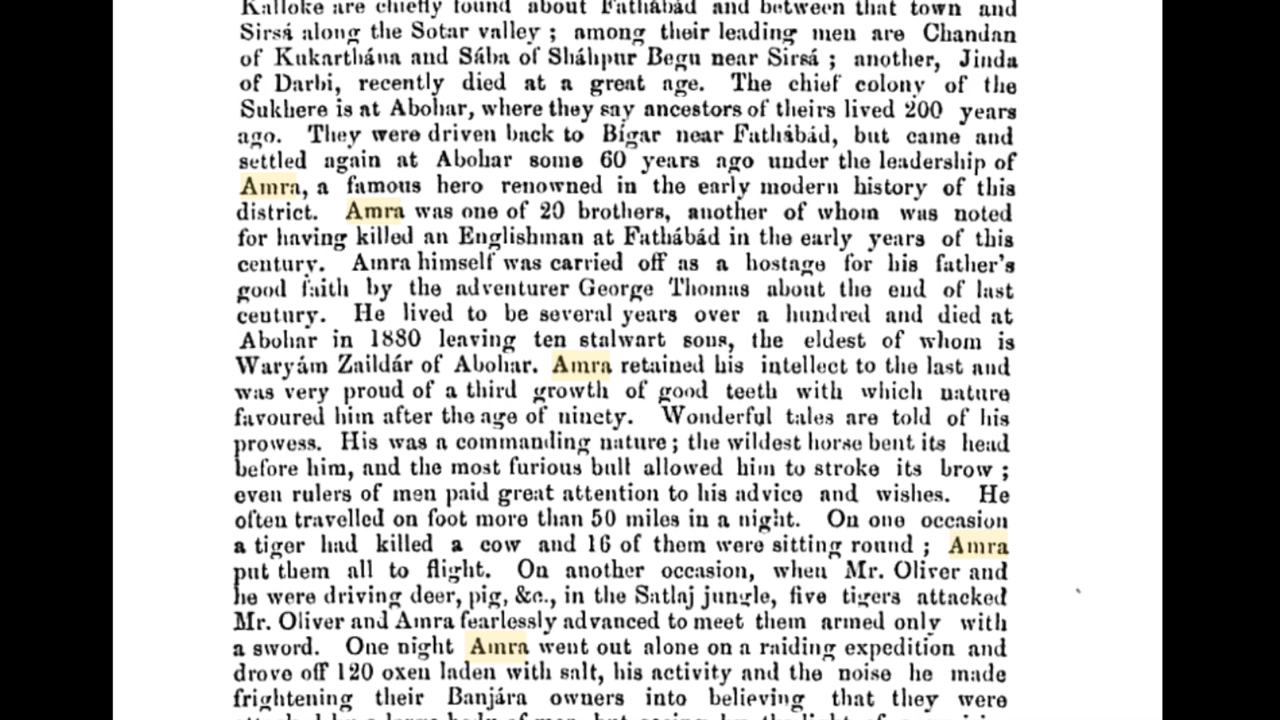 Kalloke are chiefly found about Fathábád and between that town and
Sirsá along the Sotar valley ; among their leading men are Chandan
of Kukarthána and Sába of Sháhpur Begu near Sirsá ; another, Jinda
of Darbi, recently died at a great age. The chief colony of the
Sukhere is at Abohar, where they say ancestors of theirs lived 200 years
ago. They were driven back to Bígar near Fathábád, but came and
settled again at Abohar some 60 years ago under the leadership of
Amra, a famous hero renowned in the early modern history of this
district. Amra was one of 20 brothers, another of whom was noted
for having killed an Englishman at Fathábád in the early years of this
century. Amra himself was carried off as a hostage for his father's
good faith by the adventurer George Thomas about the end of last
century. He lived to be several years over a hundred and died at
Abohar in 1880 leaving ten stalwart sons, the eldest of whom is
Waryám Zaildár of Abohar. Amra retained his intellect to the last and
was very proud of a third growth of good teeth with which nature
favoured him after the age of ninety. Wonderful tales are told of his
prowess. His was a commanding nature ; the wildest horse bent its head
before him, and the most furious bull allowed him to stroke its brow ;
even rulers of men paid great attention to his advice and wishes. He
often travelled on foot more than 50 miles in a night. On one occasion
a tiger had killed a cow and 16 of them were sitting round ; Amra
put them all to flight. On another occasion, when Mr. Oliver and
he were driving deer, pig, &c., in the Satlaj jungle, five tigers attacked
Mr. Oliver and Amra fearlessly advanced to meet them armed only with
a sword. One night Amra went out alone on a raiding expedition and
drove off 120 oxen laden with salt, his activity and the noise he made
frightening their Banjára owners into believing that they were